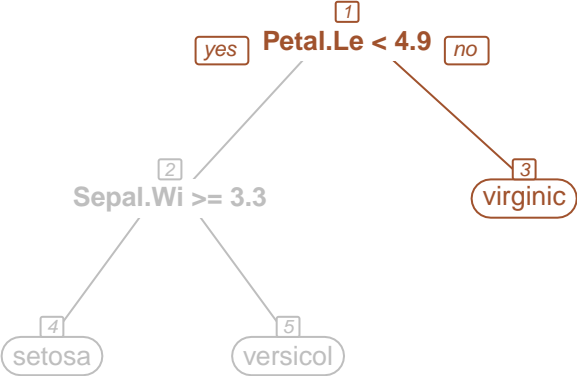 1
yes Petal.Le < 4.9 no
2
Sepal.Wi >= 3.3
3
virginic
4
setosa
5
versicol